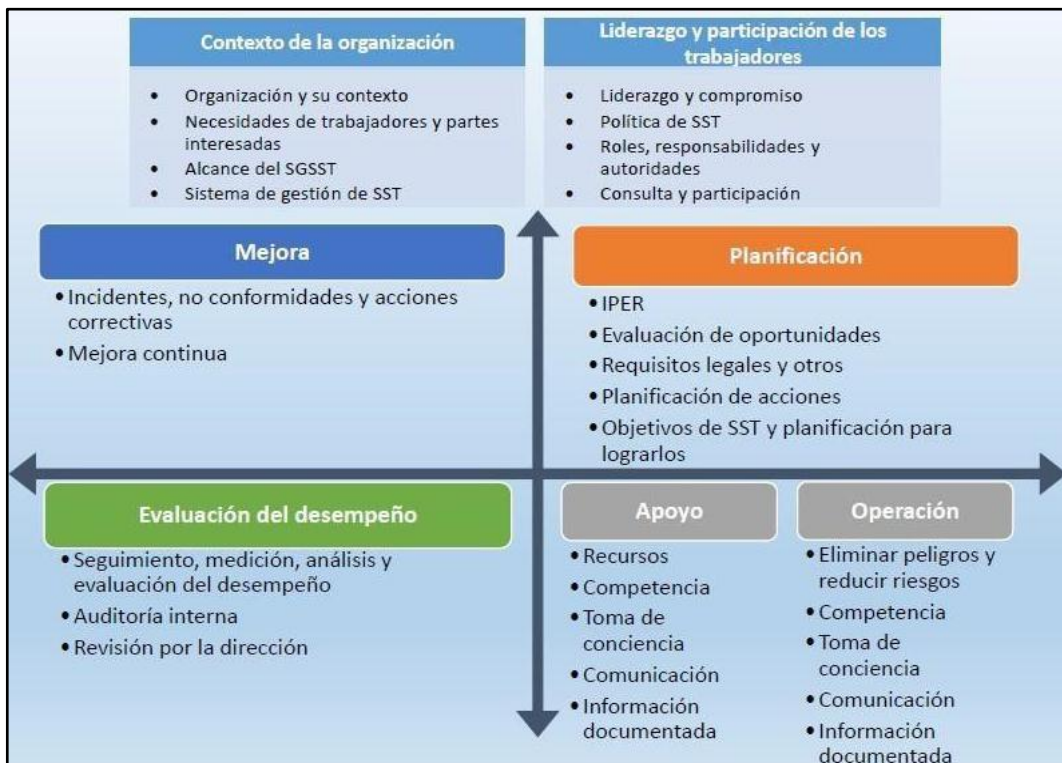 Contexto de la organización
• Organización y su contexto
• Necesidades de trabajadores y partes
interesadas
• Alcance del SGSST
• Sistema de gestión de SST
Liderazgo y participación de los
trabajadores
• Liderazgo y compromiso
• Política de SST
• Roles, responsabilidades y
autoridades
• Consulta y participación
Mejora
• Incidentes, no conformidades y acciones
correctivas
• Mejora continua
Planificación
• IPER
• Evaluación de oportunidades
• Requisitos legales y otros
• Planificación de acciones
• Objetivos de SST y planificación para
lograrlos
Evaluación del desempeño
• Seguimiento, medición, análisis y
evaluación del desempeño
• Auditoría interna
• Revisión por la dirección
Apoyo
• Recursos
• Competencia
• Toma de
conciencia
• Comunicación
• Información
documentada
Operación
• Eliminar peligros y
reducir riesgos
• Competencia
• Toma de
conciencia
• Comunicación
• Información
documentada